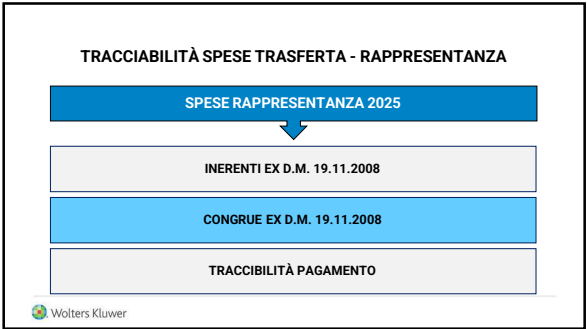 TRACCIABILITÀ SPESE TRASFERTA - RAPPRESENTANZA
SPESE RAPPRESENTANZA 2025
INERENTI EX D.M. 19.11.2008
CONGRUE EX D.M. 19.11.2008
TRACCIBILITÀ PAGAMENTO
Wolters Kluwer